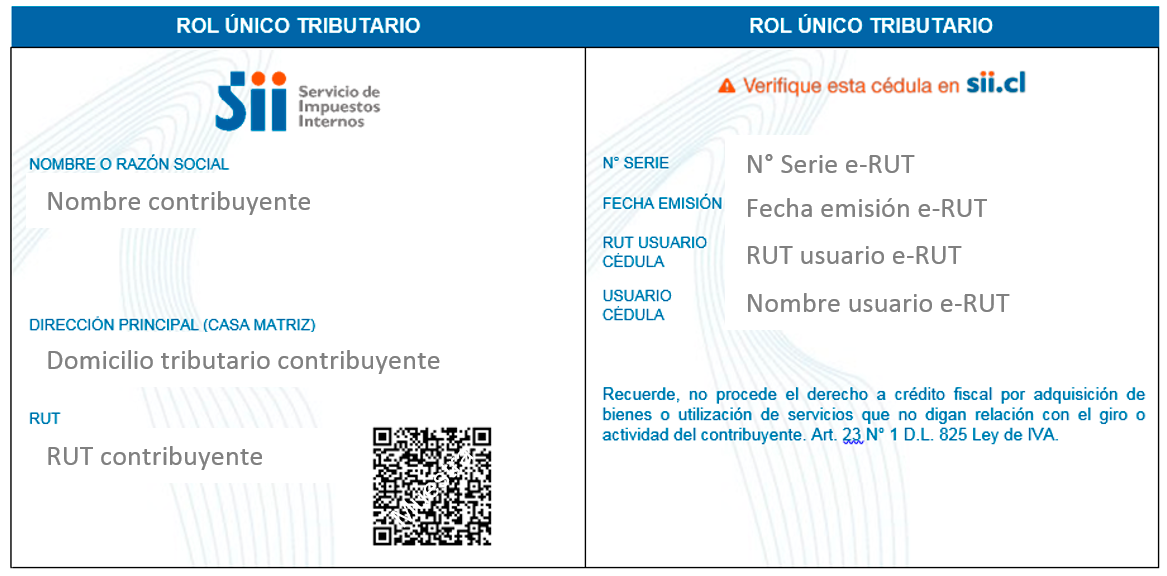 ROL ÚNICO TRIBUTARIO
sii Servicio de
Impuestos
Internos
NOMBRE O RAZÓN SOCIAL
Nombre contribuyente
DIRECCIÓN PRINCIPAL (CASA MATRIZ)
Domicilio tributario contribuyente
RUT
RUT contribuyente
Muestra
ROL ÚNICO TRIBUTARIO
Verifique esta cédula en sii.cl
N° SERIE
N° Serie e-RUT
FECHA EMISIÓN
Fecha emisión e-RUT
RUT USUARIO
CÉDULA
RUT usuario e-RUT
USUARIO
CÉDULA
Nombre usuario e-RUT
Recuerde, no procede el derecho a crédito fiscal por adquisición de
bienes o utilización de servicios que no digan relación con el giro o
actividad del contribuyente. Art. 23 N° 1 D.L. 825 Ley de IVA.